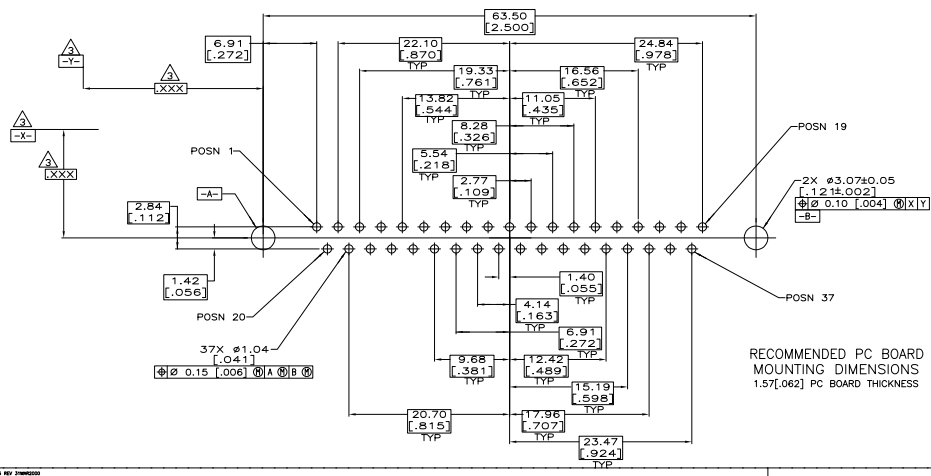 63.50
[2.500]
6.91
[.272]
22.10
[.870]
TYP
24.84
[.978]
TYP
3
-Y-
3
.XXX
19.33
[.761]
TYP
16.56
[.652]
TYP
13.82
[.544]
TYP
11.05
[.435]
TYP
3
-X-
8.28
[.326]
TYP
POSN 19
POSN 1
5.54
[.218]
TYP
3
.XXX
2.77
[.109]
TYP
2X ⌀3.07±0.05
[.121±.002]
⌖ ⌀ 0.10 [.004] Ⓜ X Y
-B-
-A-
2.84
[.112]
1.42
[.056]
1.40
[.055]
TYP
POSN 37
POSN 20
4.14
[.163]
TYP
6.91
[.272]
TYP
37X ⌀1.04
[.041]
⌖ ⌀ 0.15 [.006] Ⓜ A Ⓜ B Ⓜ
9.68
[.381]
TYP
12.42
[.489]
TYP
RECOMMENDED PC BOARD
MOUNTING DIMENSIONS
1.57[.062] PC BOARD THICKNESS
15.19
[.598]
TYP
20.70
[.815]
TYP
17.96
[.707]
TYP
23.47
[.924]
TYP
REV 31MAR2000